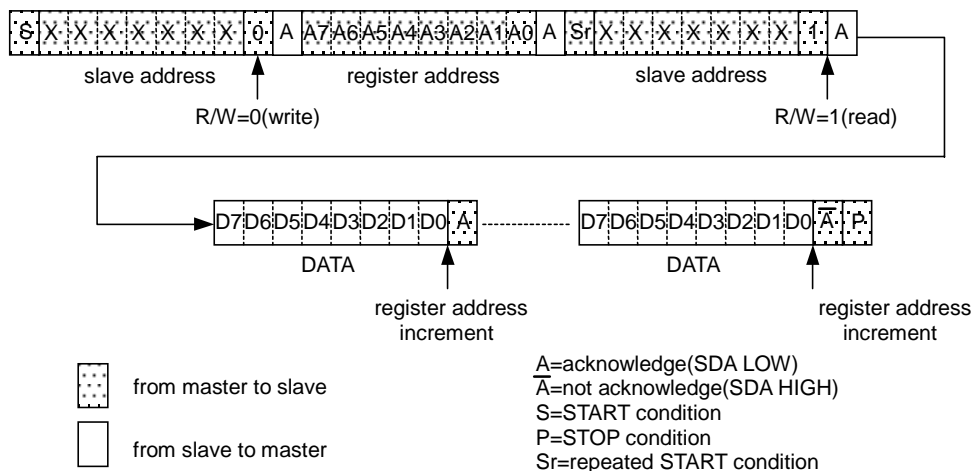 S X X X X X X X 0 A A7 A6 A5 A4 A3 A2 A1 A0 A Sr X X X X X X X 1 A
slave address register address slave address
R/W=0(write) R/W=1(read)
D7 D6 D5 D4 D3 D2 D1 D0 A D7 D6 D5 D4 D3 D2 D1 D0 A̅ P
DATA DATA
register address increment
register address increment
from master to slave
from slave to master
A=acknowledge(SDA LOW)
A̅=not acknowledge(SDA HIGH)
S=START condition
P=STOP condition
Sr=repeated START condition